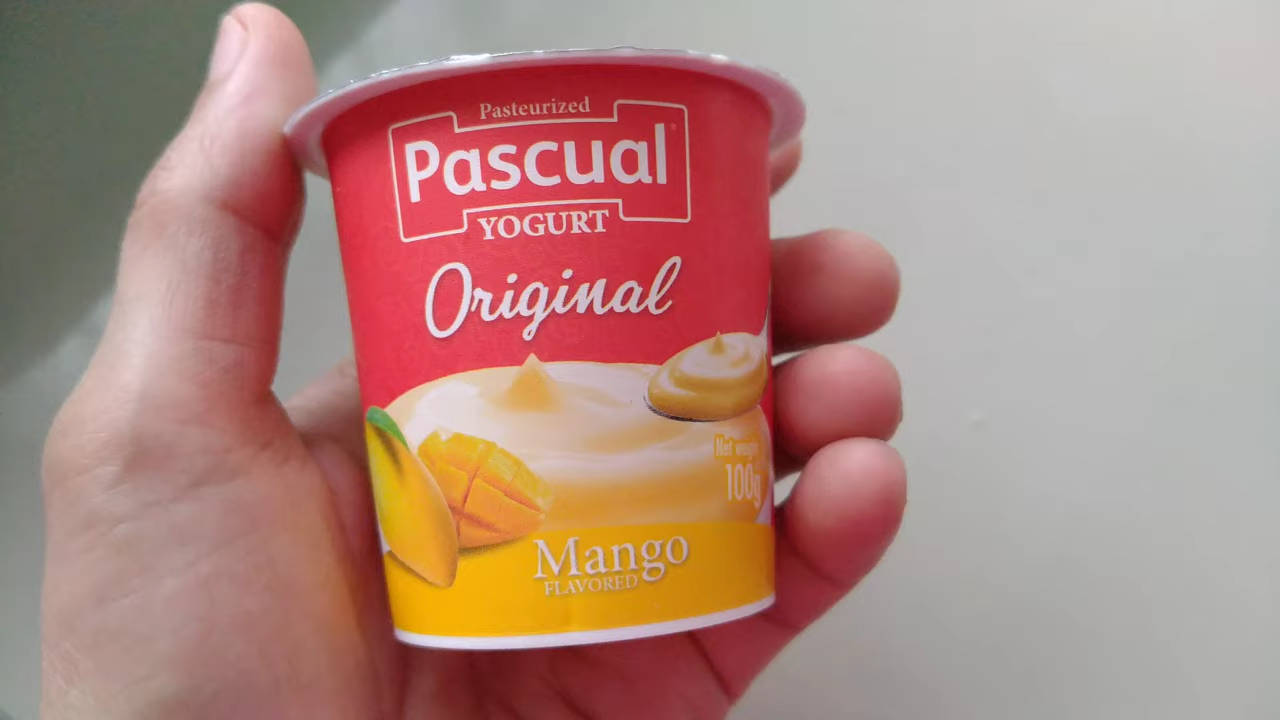 Pasteurized
Pascual
YOGURT
Original
Net weight
100g
Mango
FLAVORED